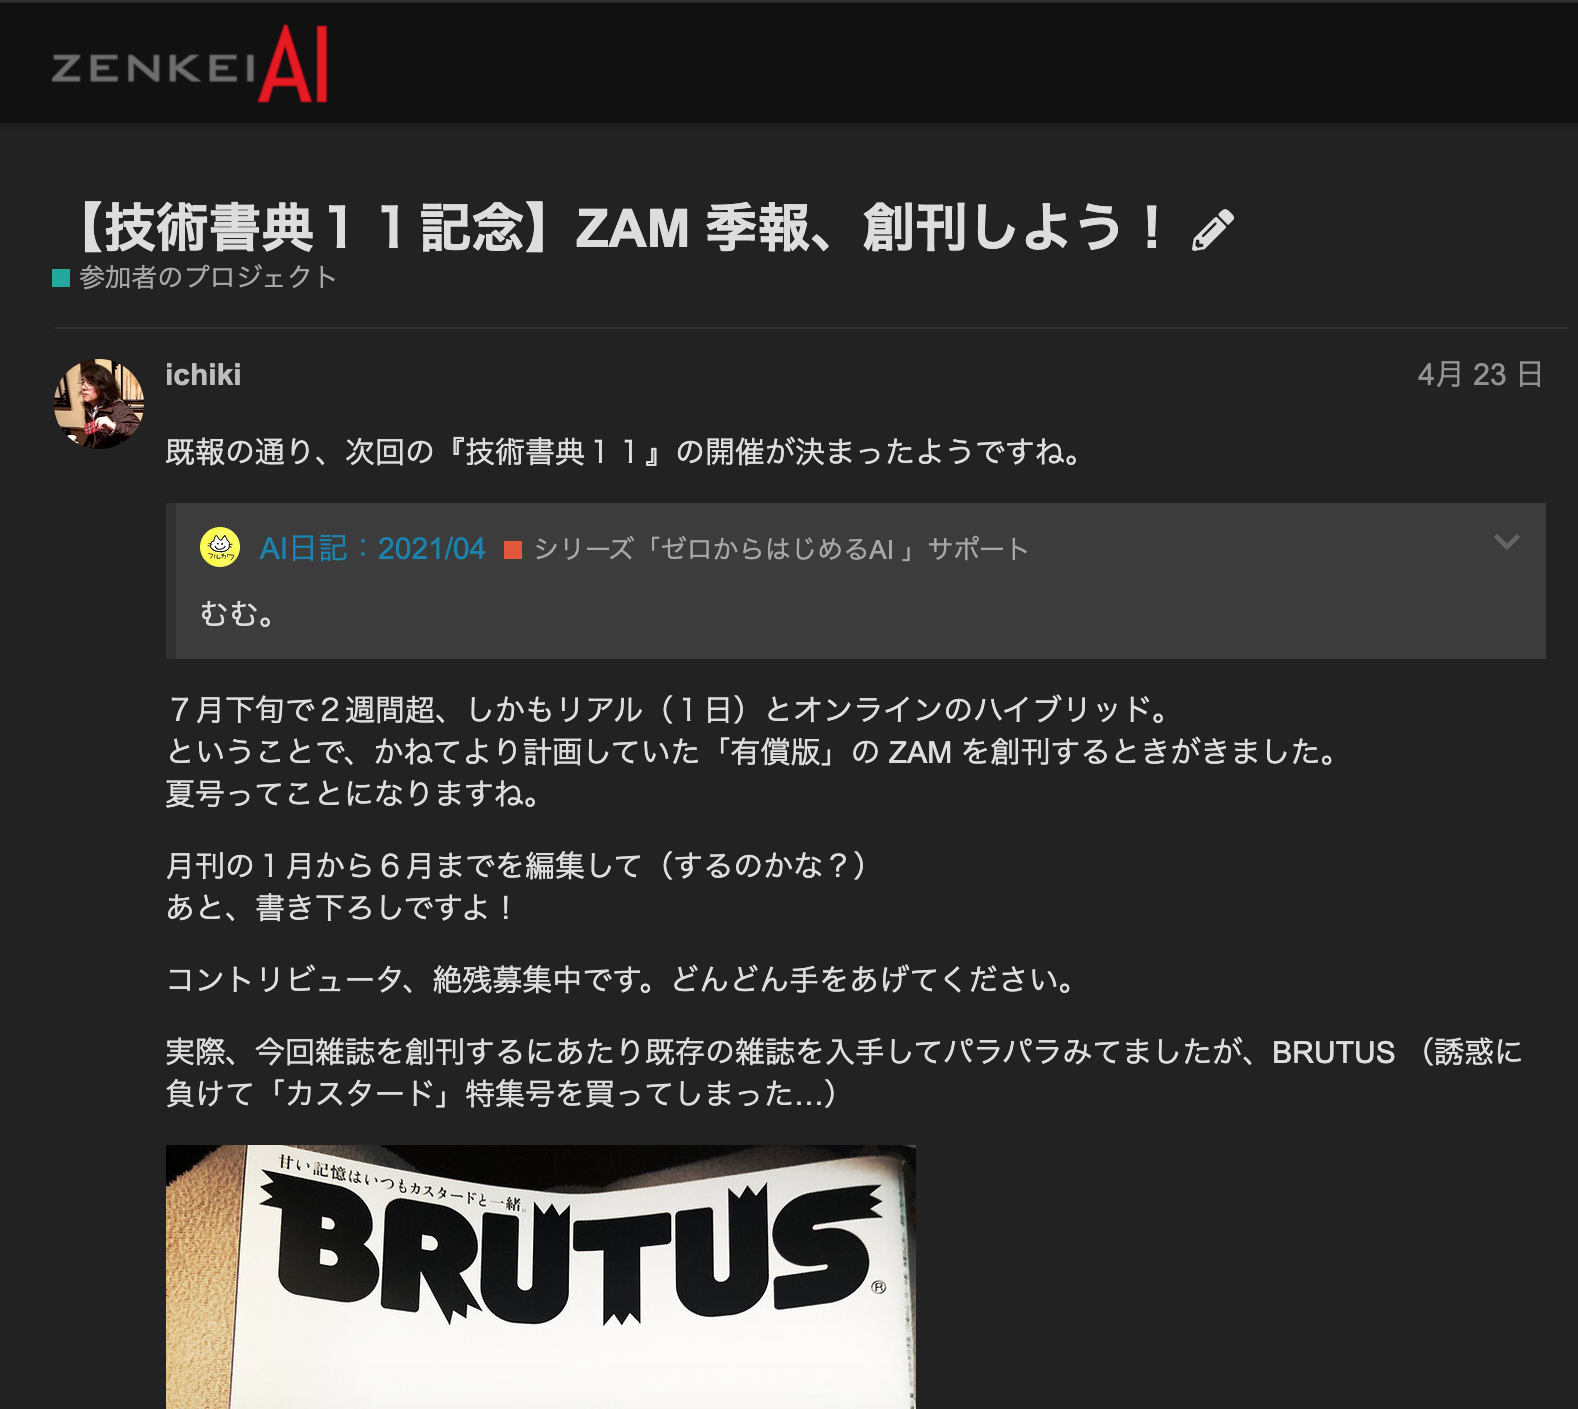 ZENKEIAI
【技術書典１１記念】ZAM 季報、創刊しよう！
参加者のプロジェクト
ichiki
4月 23 日
既報の通り、次回の『技術書典１１』の開催が決まったようですね。
フルカワ
AI日記：2021/04 シリーズ「ゼロからはじめるAI 」サポート
むむ。
７月下旬で２週間超、しかもリアル（１日）とオンラインのハイブリッド。
ということで、かねてより計画していた「有償版」の ZAM を創刊するときがきました。
夏号ってことになりますね。
月刊の１月から６月までを編集して（するのかな？）
あと、書き下ろしですよ！
コントリビュータ、絶残募集中です。どんどん手をあげてください。
実際、今回雑誌を創刊するにあたり既存の雑誌を入手してパラパラみてましたが、BRUTUS （誘惑に
負けて「カスタード」特集号を買ってしまった…）
甘い記憶はいつもカスタードと一緒。
BRUTUS®